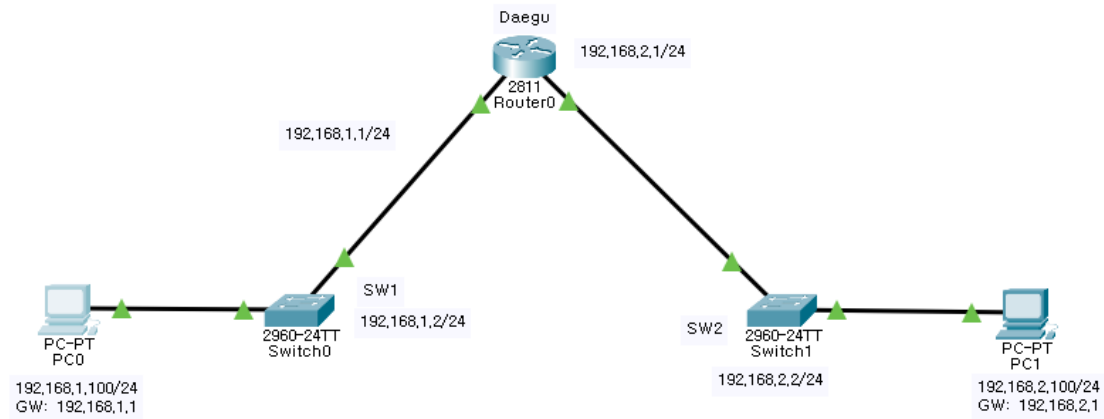 Daegu
192,168,2,1/24
2811
Router0
192,168,1,1/24
SW1
192,168,1,2/24
2960-24TT
Switch0
PC-PT
PC0
192,168,1,100/24
GW: 192,168,1,1
SW2
2960-24TT
Switch1
192,168,2,2/24
PC-PT
PC1
192,168,2,100/24
GW: 192,168,2,1